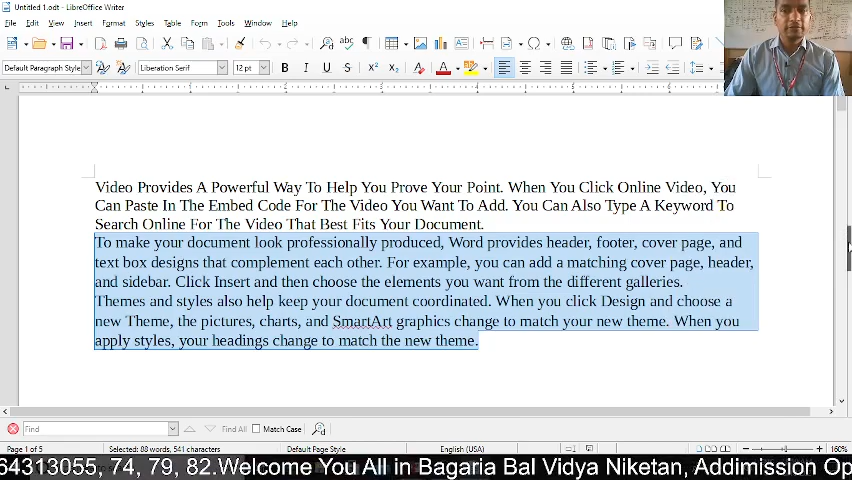 Untitled 1.odt - LibreOffice Writer
File Edit View Insert Format Styles Table Form Tools Window Help
Default Paragraph Style Liberation Serif 12 pt
Video Provides A Powerful Way To Help You Prove Your Point. When You Click Online Video, You
Can Paste In The Embed Code For The Video You Want To Add. You Can Also Type A Keyword To
Search Online For The Video That Best Fits Your Document.
To make your document look professionally produced, Word provides header, footer, cover page, and
text box designs that complement each other. For example, you can add a matching cover page, header,
and sidebar. Click Insert and then choose the elements you want from the different galleries.
Themes and styles also help keep your document coordinated. When you click Design and choose a
new Theme, the pictures, charts, and SmartArt graphics change to match your new theme. When you
apply styles, your headings change to match the new theme.
Find Find All Match Case
Page 1 of 5 Selected: 88 words, 541 characters Default Page Style English (USA) 160%
64313055, 74, 79, 82.Welcome You All in Bagaria Bal Vidya Niketan, Addimission Op